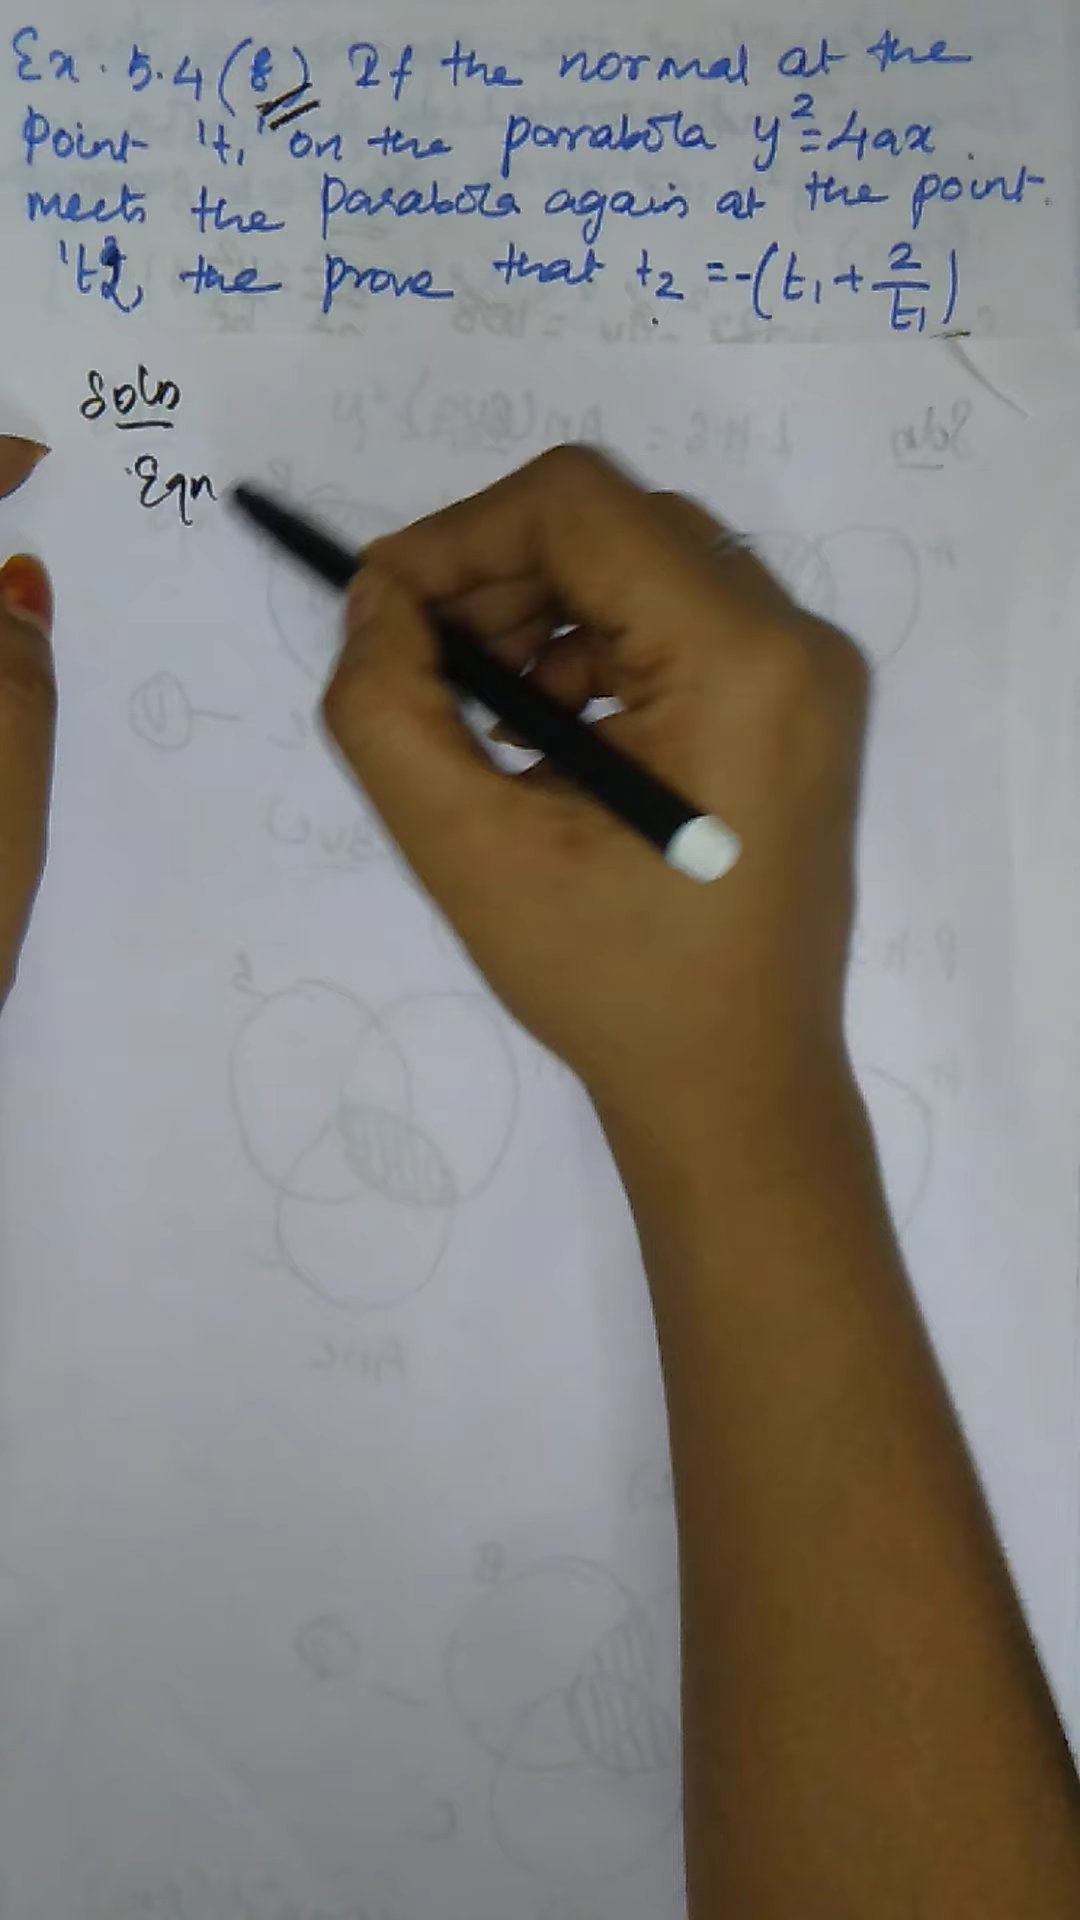 Ex. 5.4 (8) If the normal at the
point 't1' on the parrabola y²=4ax
meets the parabola again at the point.
't2, the prove that t2 = -(t1 + 2/t1)
Soln
Eqn